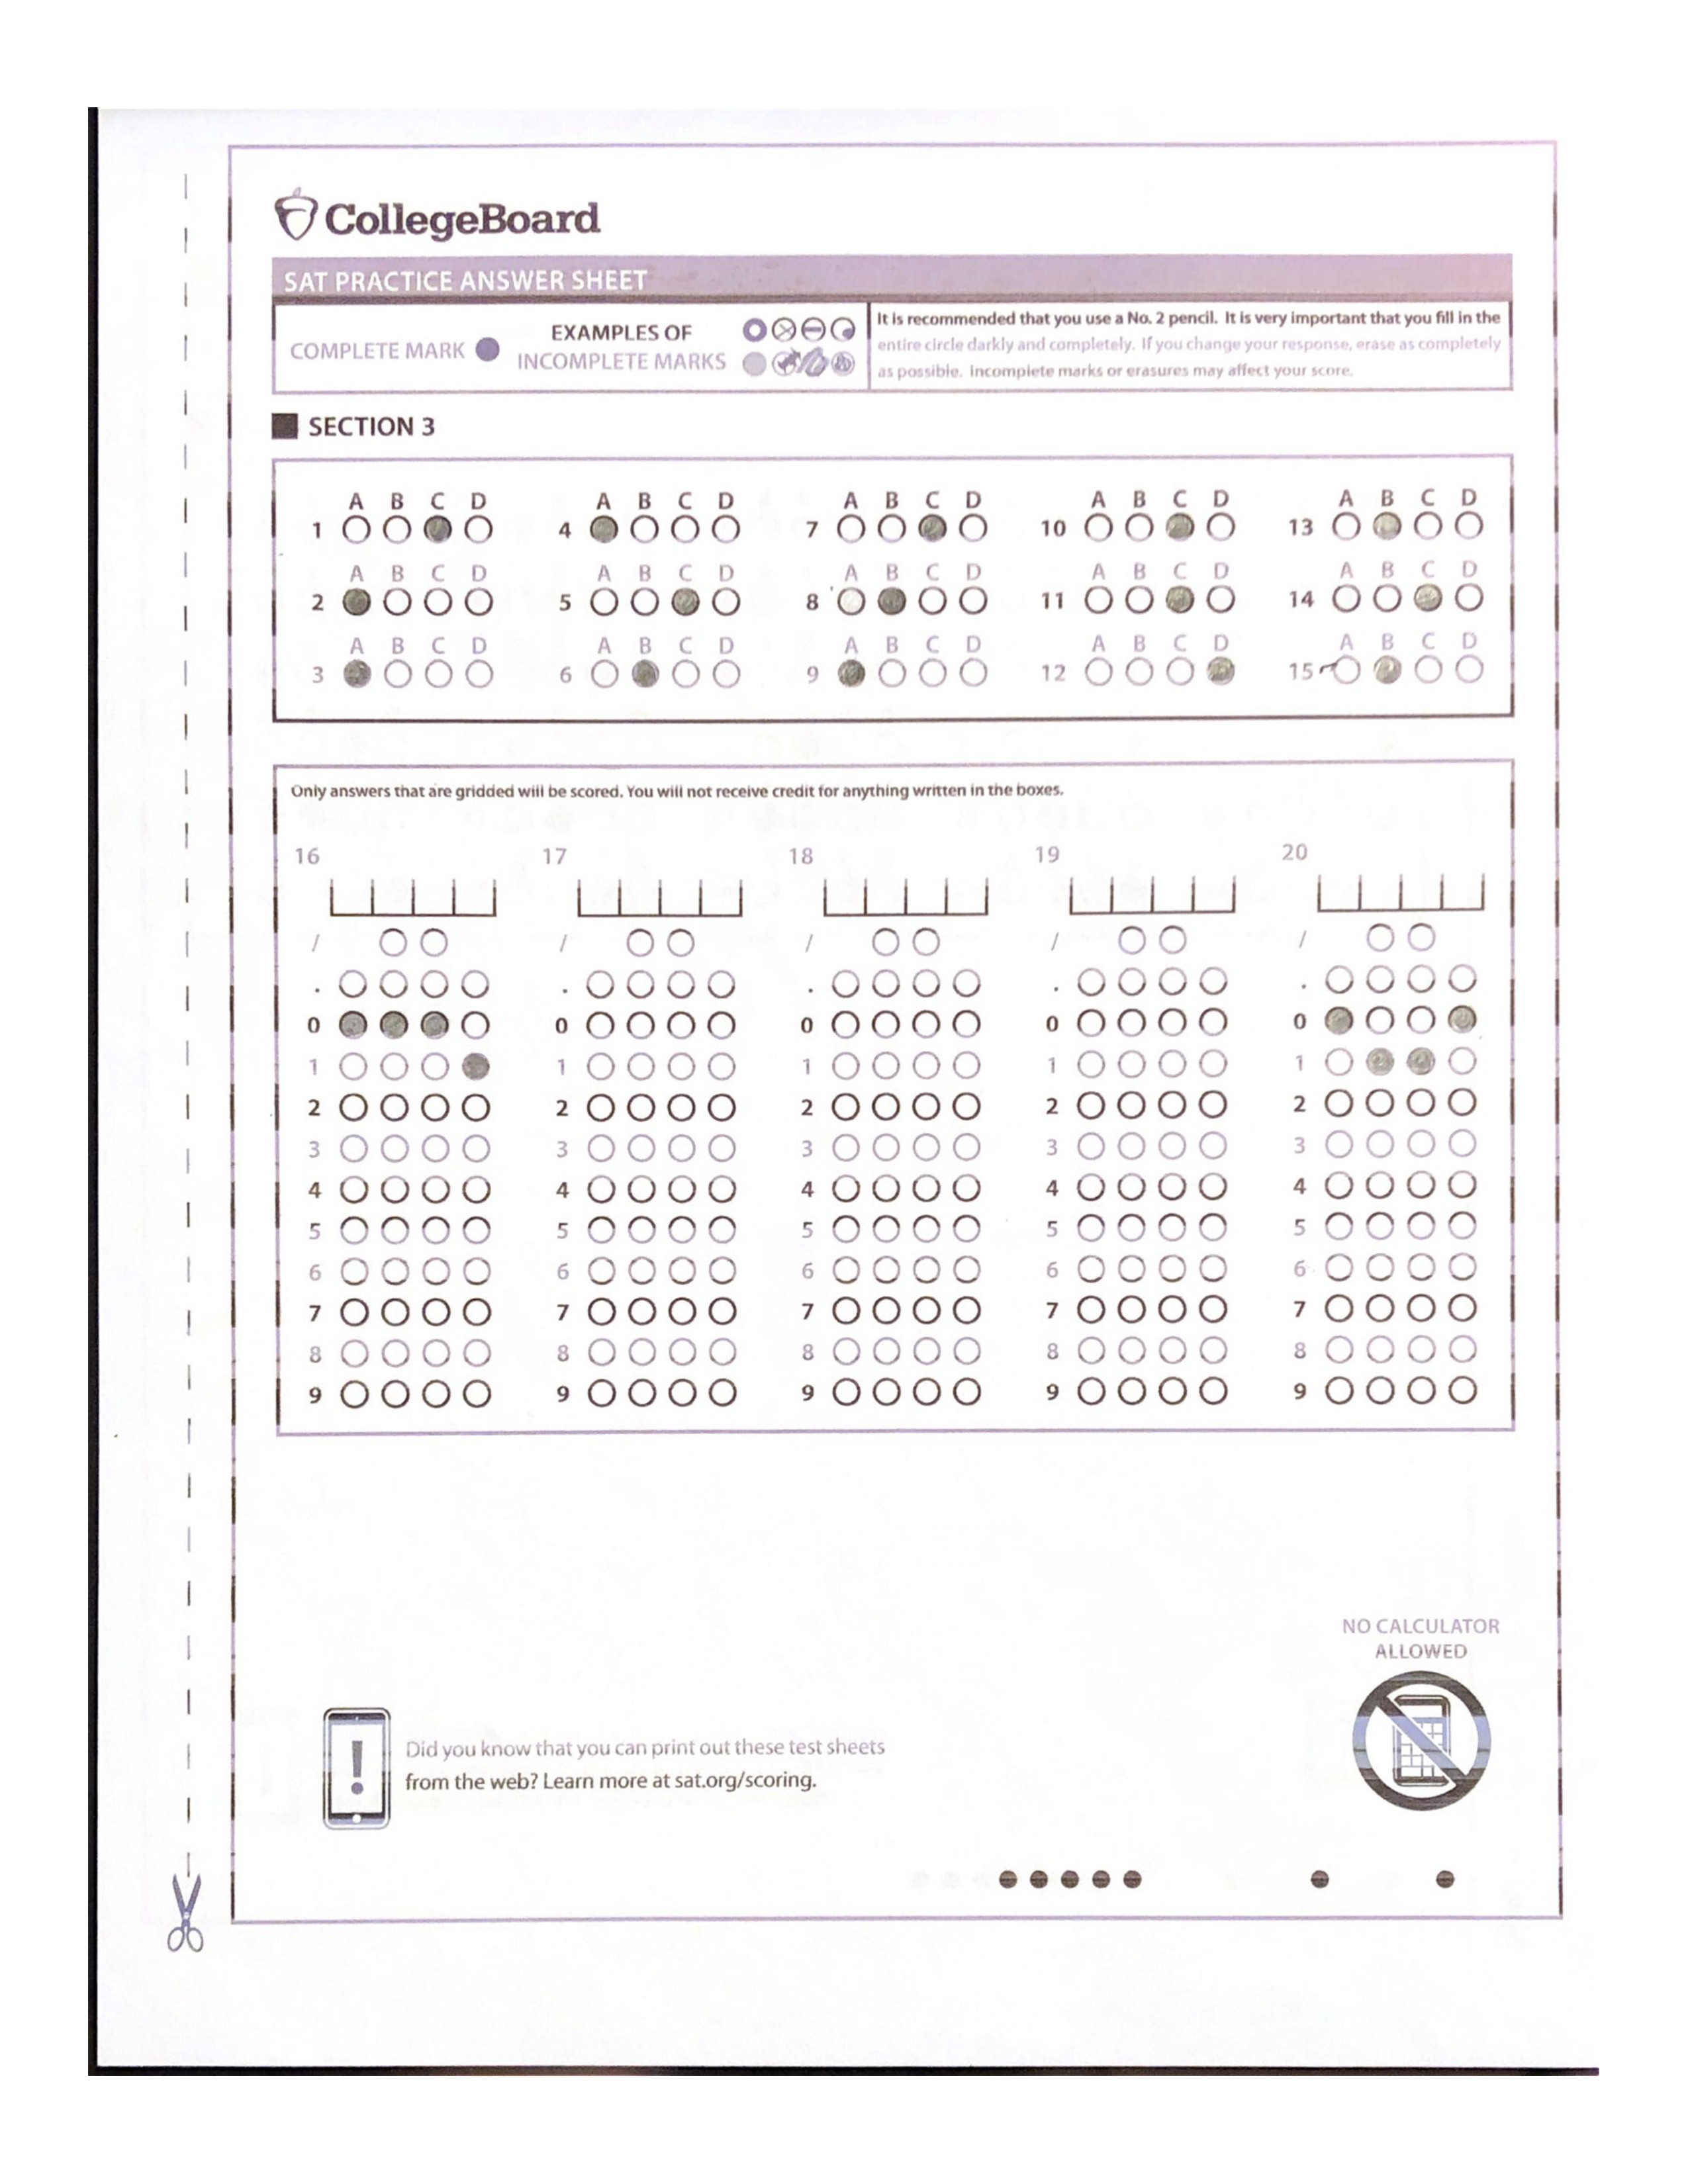 CollegeBoard
SAT PRACTICE ANSWER SHEET
COMPLETE MARK
EXAMPLES OF
INCOMPLETE MARKS
It is recommended that you use a No. 2 pencil. It is very important that you fill in the
entire circle darkly and completely. If you change your response, erase as completely
as possible. Incomplete marks or erasures may affect your score.
SECTION 3
A B C D A B C D A B C D A B C D A B C D
1 4 7 10 13
A B C D A B C D A B C D A B C D A B C D
2 5 8 11 14
A B C D A B C D A B C D A B C D A B C D
3 6 9 12 15
Only answers that are gridded will be scored. You will not receive credit for anything written in the boxes.
16 17 18 19 20
/ / / / /
. . . . .
0 0 0 0 0
1 1 1 1 1
2 2 2 2 2
3 3 3 3 3
4 4 4 4 4
5 5 5 5 5
6 6 6 6 6
7 7 7 7 7
8 8 8 8 8
9 9 9 9 9
NO CALCULATOR
ALLOWED
Did you know that you can print out these test sheets
from the web? Learn more at sat.org/scoring.